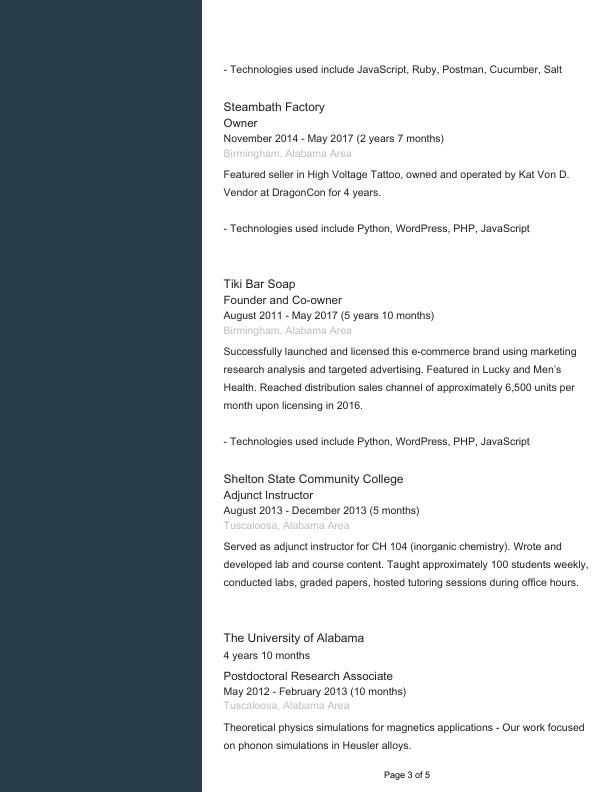 - Technologies used include JavaScript, Ruby, Postman, Cucumber, Salt
Steambath Factory
Owner
November 2014 - May 2017 (2 years 7 months)
Birmingham, Alabama Area
Featured seller in High Voltage Tattoo, owned and operated by Kat Von D.
Vendor at DragonCon for 4 years.
- Technologies used include Python, WordPress, PHP, JavaScript
Tiki Bar Soap
Founder and Co-owner
August 2011 - May 2017 (5 years 10 months)
Birmingham, Alabama Area
Successfully launched and licensed this e-commerce brand using marketing
research analysis and targeted advertising. Featured in Lucky and Men's
Health. Reached distribution sales channel of approximately 6,500 units per
month upon licensing in 2016.
- Technologies used include Python, WordPress, PHP, JavaScript
Shelton State Community College
Adjunct Instructor
August 2013 - December 2013 (5 months)
Tuscaloosa, Alabama Area
Served as adjunct instructor for CH 104 (inorganic chemistry). Wrote and
developed lab and course content. Taught approximately 100 students weekly,
conducted labs, graded papers, hosted tutoring sessions during office hours.
The University of Alabama
4 years 10 months
Postdoctoral Research Associate
May 2012 - February 2013 (10 months)
Tuscaloosa, Alabama Area
Theoretical physics simulations for magnetics applications - Our work focused
on phonon simulations in Heusler alloys.
Page 3 of 5